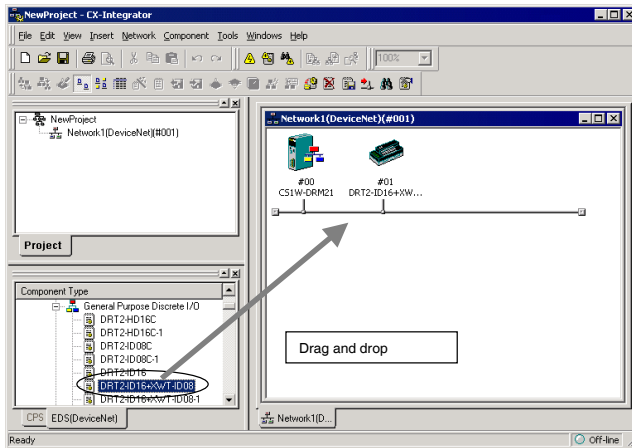 NewProject - CX-Integrator
File Edit View Insert Network Component Tools Windows Help
100%
NewProject
Network1(DeviceNet)(#001)
Project
Component Type
General Purpose Discrete I/O
DRT2-HD16C
DRT2-HD16C-1
DRT2-ID08C
DRT2-ID08C-1
DRT2-ID16
DRT2-ID16+XWT-ID08
DRT2-ID16+XWT-ID08-1
CPS EDS(DeviceNet)
Network1(DeviceNet)(#001)
#00 #01
CS1W-DRM21 DRT2-ID16+XW...
Drag and drop
Network1(D...
Ready Off-line